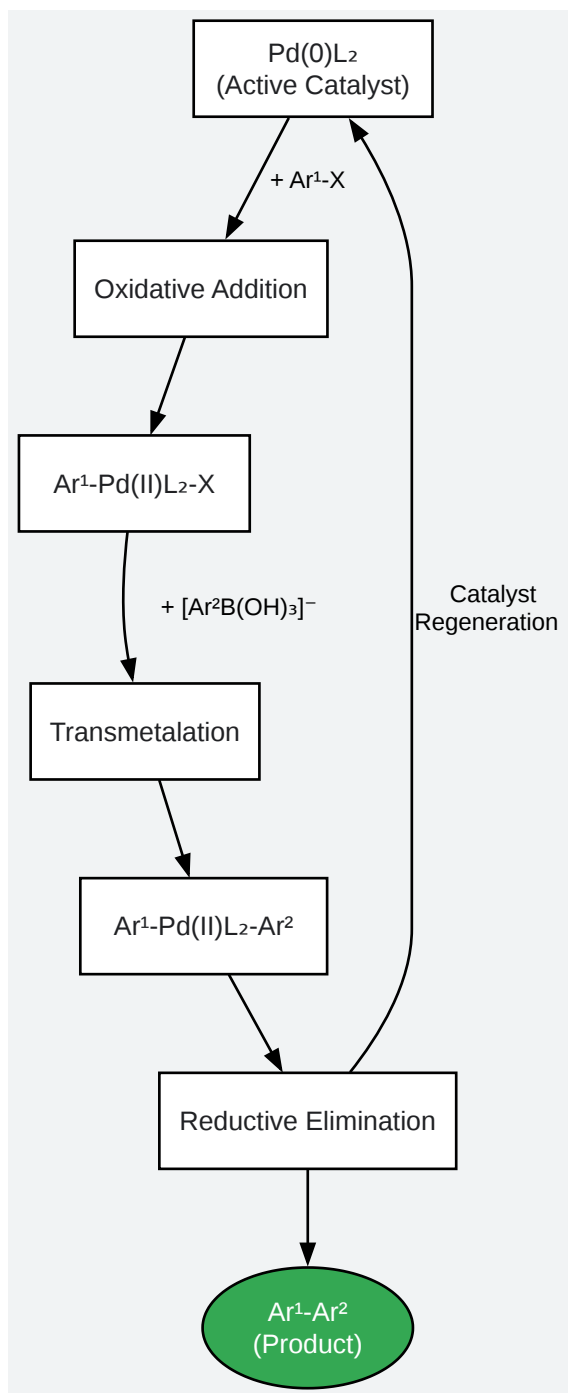 Pd(0)L₂
(Active Catalyst)
+ Ar¹-X
Oxidative Addition
Ar¹-Pd(II)L₂-X
+ [Ar²B(OH)₃]⁻
Catalyst
Regeneration
Transmetalation
Ar¹-Pd(II)L₂-Ar²
Reductive Elimination
Ar¹-Ar²
(Product)